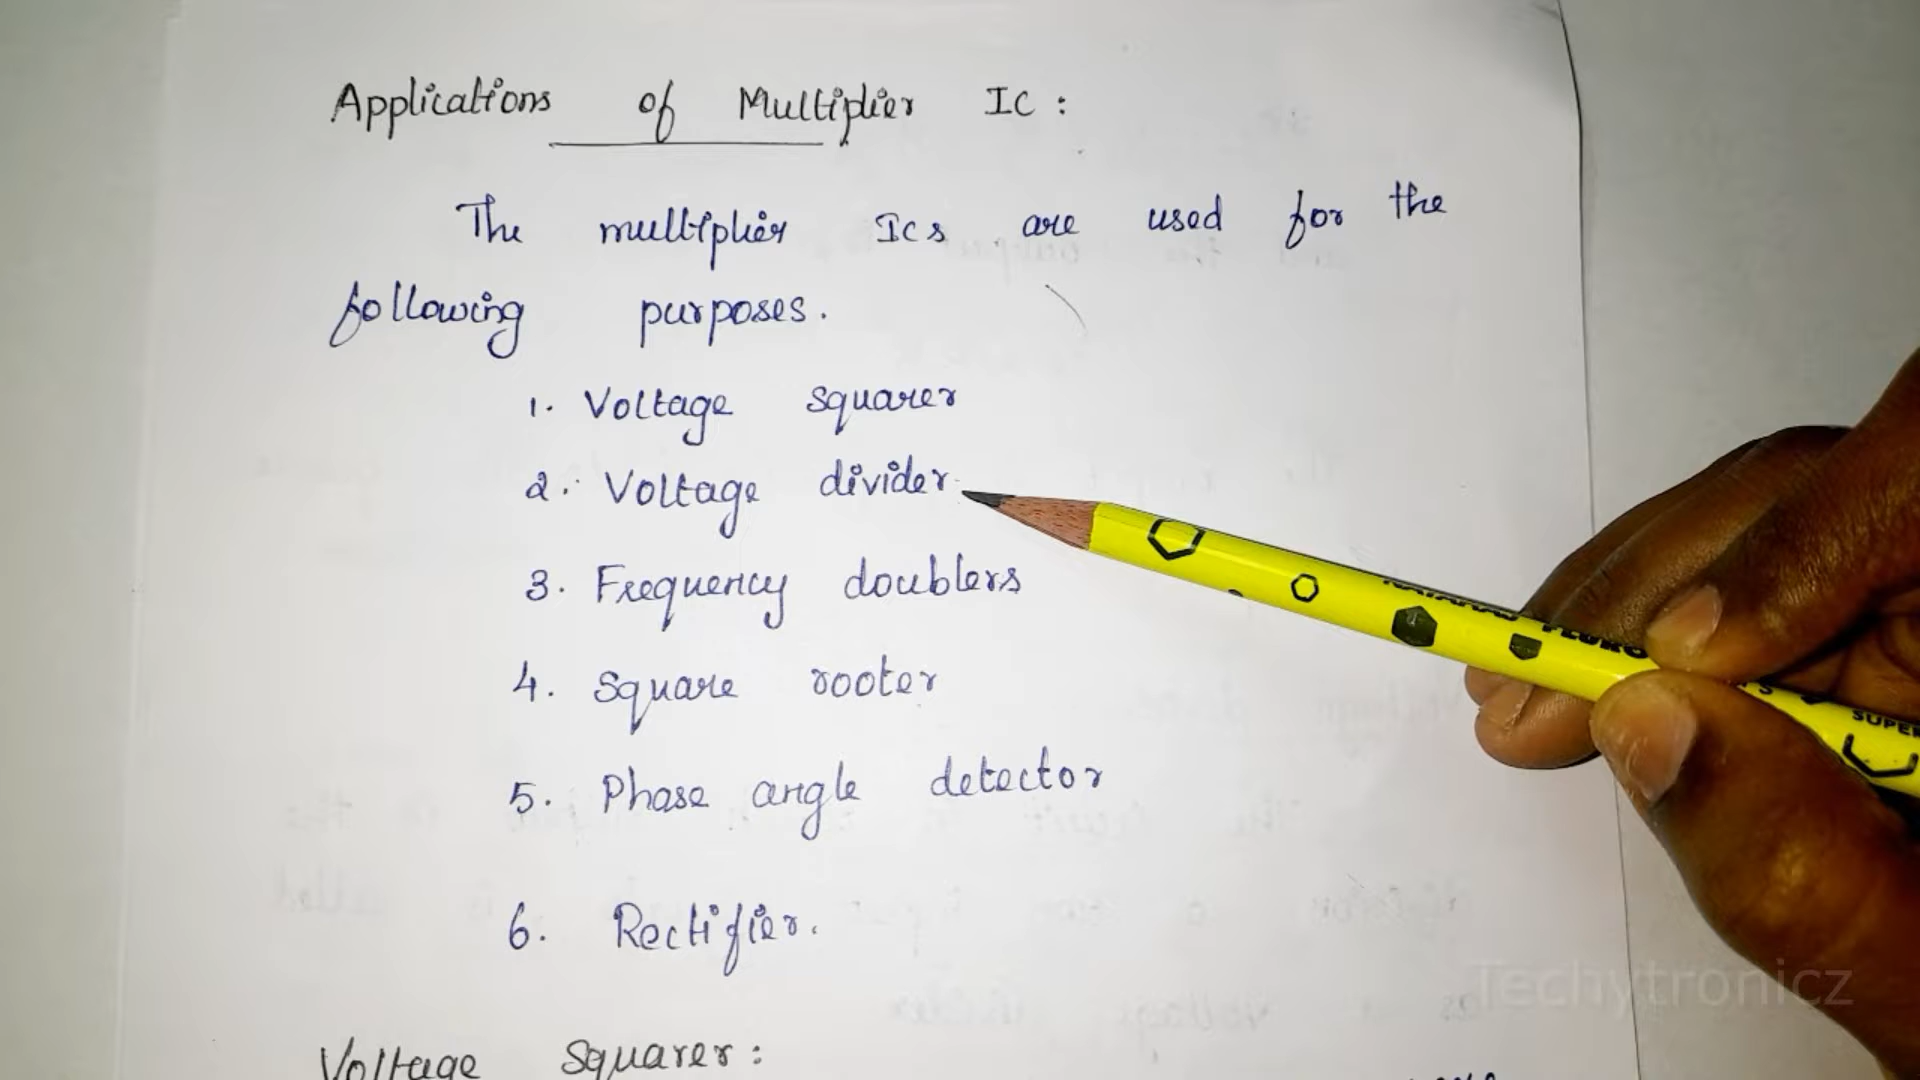 Applications of Multiplier IC :
The multiplier ICs are used for the
following purposes.
1. Voltage squarer
2. Voltage divider
3. Frequency doublers
4. Square rooter
5. Phase angle detector
6. Rectifier.
Voltage Squarer :
Techytronicz